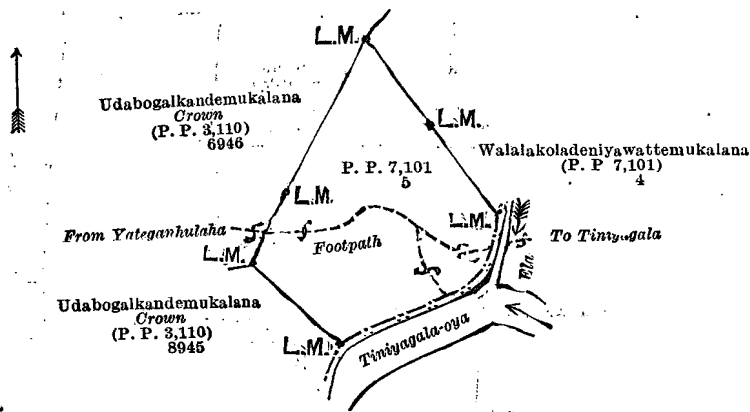 L.M.
Udabogalkandemukalana
Crown
(P. P. 3,110)
6946
L.M.
Walalakoladeniyawattemukalana
(P. P 7,101)
4
P. P. 7,101
5
L.M.
L.M.
From Yateganhulaha
Footpath
To Tiniyagala
Ela
L.M.
Udabogalkandemukalana
Crown
(P. P. 3,110)
8945
L.M.
Tiniyagala-oya